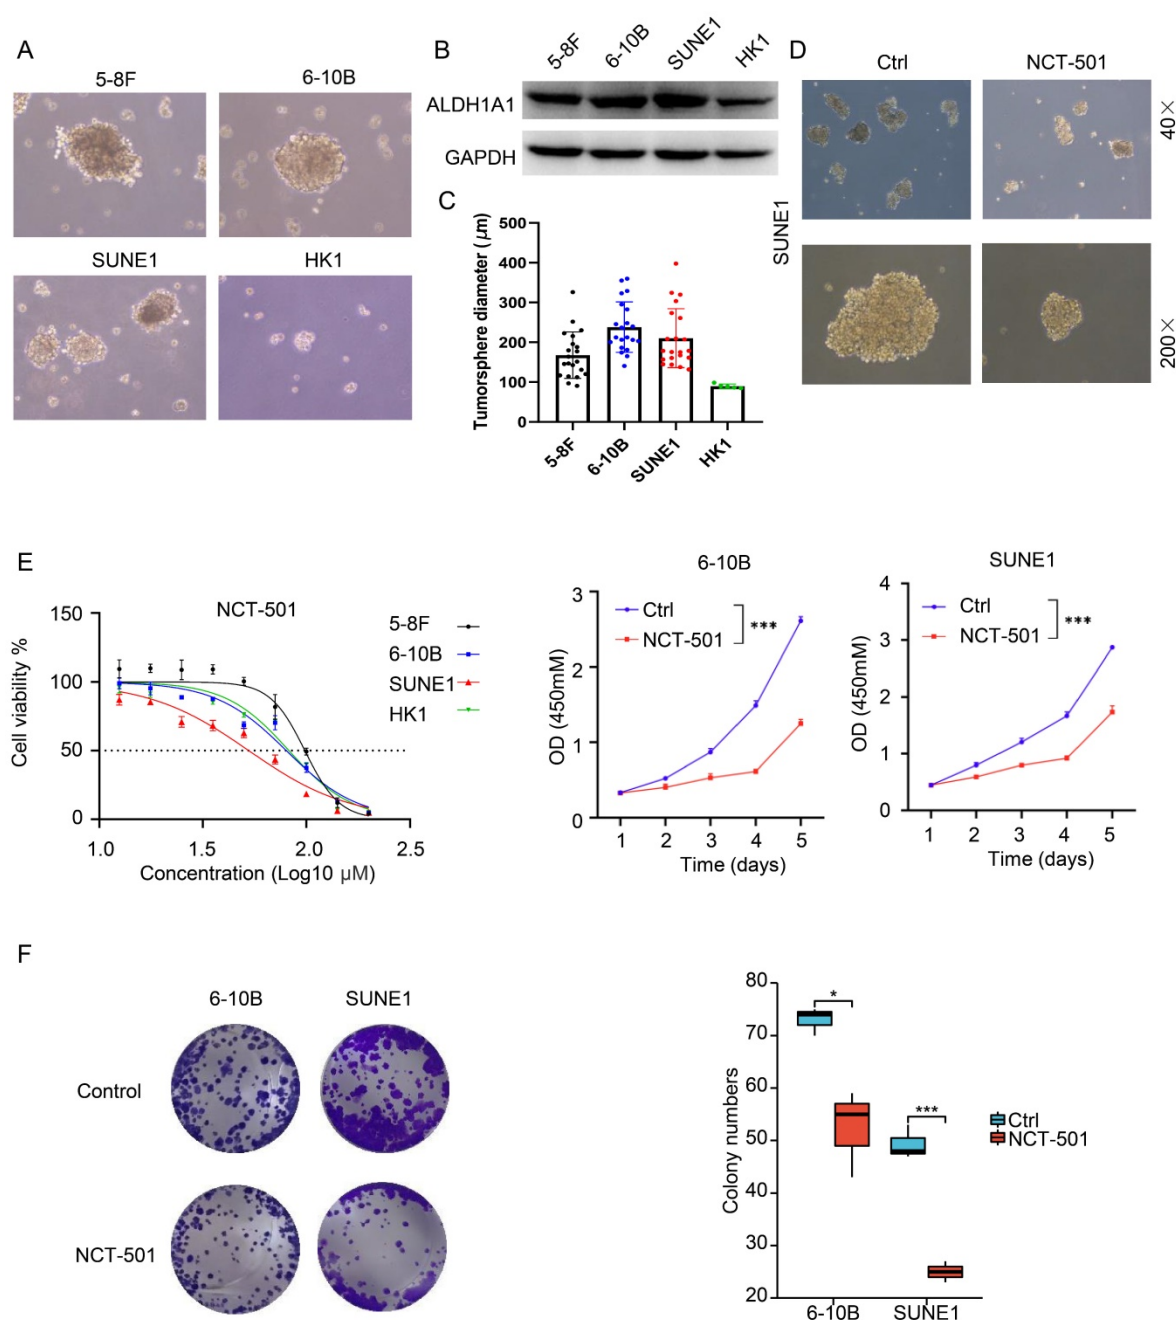 A
5-8F
6-10B
SUNE1
HK1
B
5-8F
6-10B
SUNE1
HK1
ALDH1A1
GAPDH
C
Tumorsphere diameter (μm)
500
400
300
200
100
0
5-8F
6-10B
SUNE1
HK1
D
Ctrl
NCT-501
SUNE1
40×
200×
E
NCT-501
Cell viability %
150
100
50
0
1.0
1.5
2.0
2.5
Concentration (Log10 μM)
5-8F
6-10B
SUNE1
HK1
6-10B
OD (450mM)
3
2
1
0
Ctrl
NCT-501
***
1 2 3 4 5
Time (days)
SUNE1
OD (450mM)
4
3
2
1
0
Ctrl
NCT-501
***
1 2 3 4 5
Time (days)
F
6-10B
SUNE1
Control
NCT-501
Colony numbers
80
70
60
50
40
30
20
*
***
6-10B
SUNE1
Ctrl
NCT-501